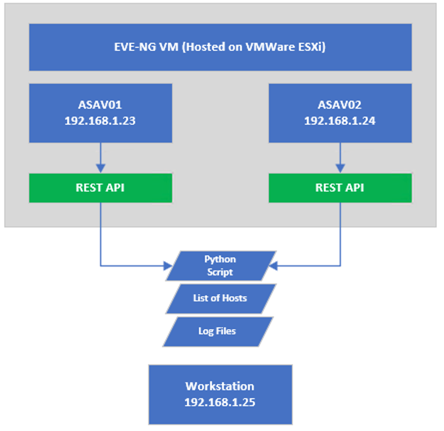 EVE-NG VM (Hosted on VMWare ESXi)
ASAV01
192.168.1.23
ASAV02
192.168.1.24
REST API
REST API
Python
Script
List of Hosts
Log Files
Workstation
192.168.1.25